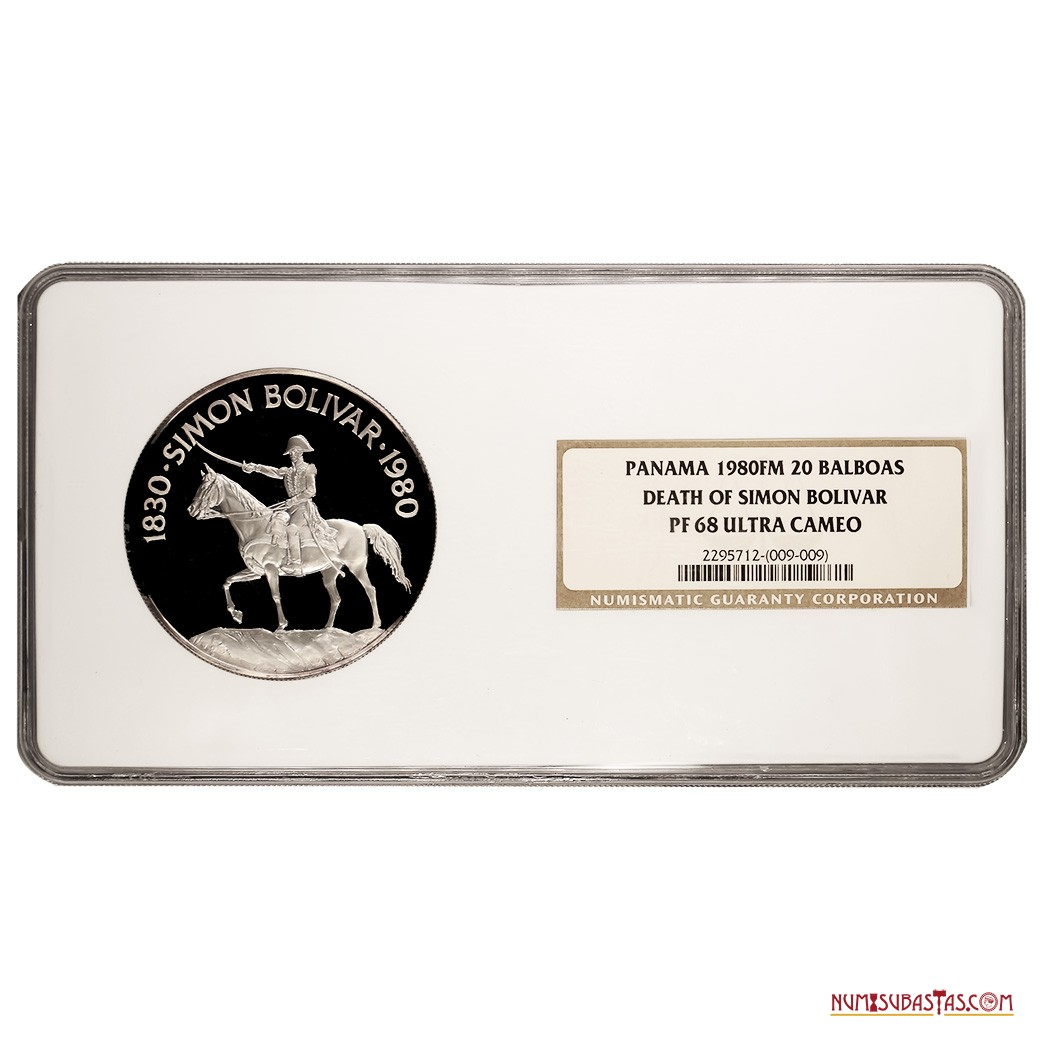 1830·SIMON BOLIVAR·1980
PANAMA 1980FM 20 BALBOAS
DEATH OF SIMON BOLIVAR
PF 68 ULTRA CAMEO
2295712-(009-009)
NUMISMATIC GUARANTY CORPORATION
NUMISUBASTAS.COM